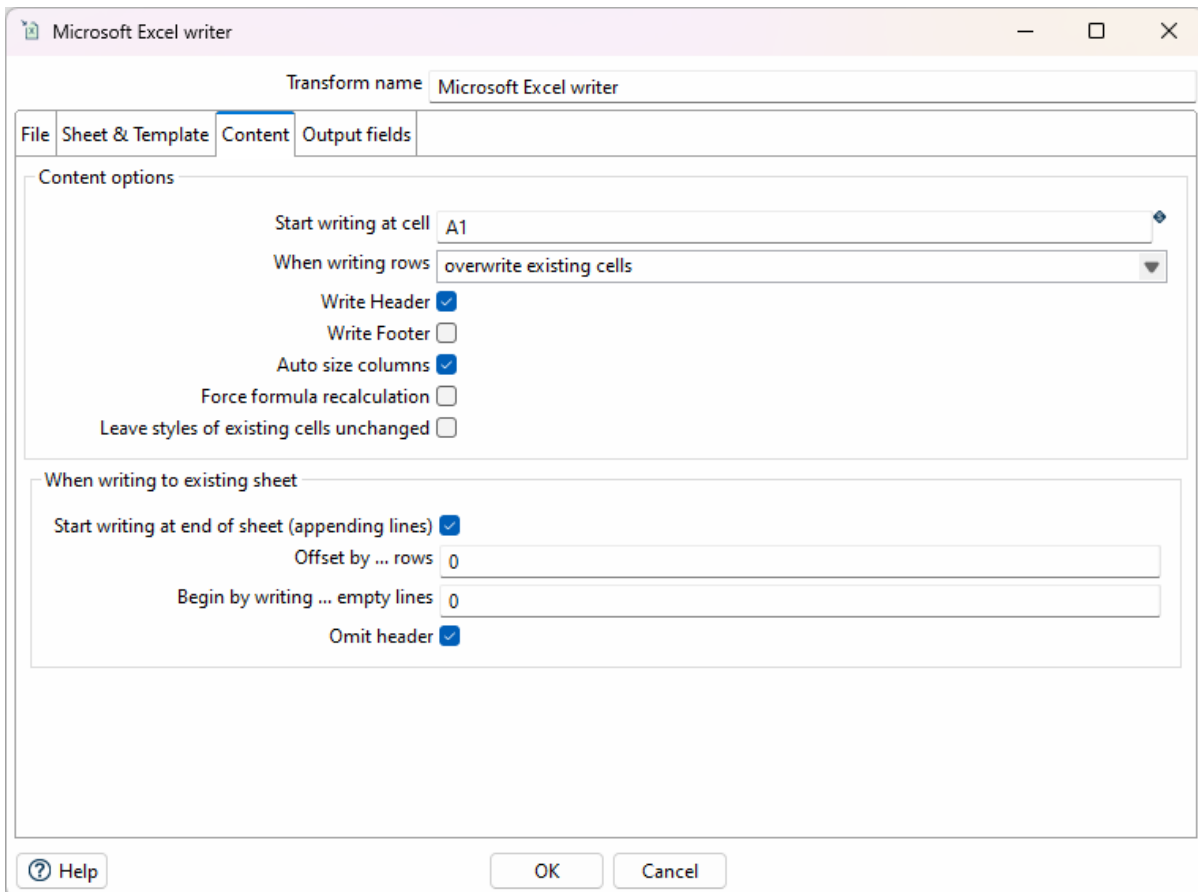 Microsoft Excel writer
Transform name Microsoft Excel writer
File Sheet & Template Content Output fields
Content options
Start writing at cell A1
When writing rows overwrite existing cells
Write Header
Write Footer
Auto size columns
Force formula recalculation
Leave styles of existing cells unchanged
When writing to existing sheet
Start writing at end of sheet (appending lines)
Offset by ... rows 0
Begin by writing ... empty lines 0
Omit header
Help OK Cancel